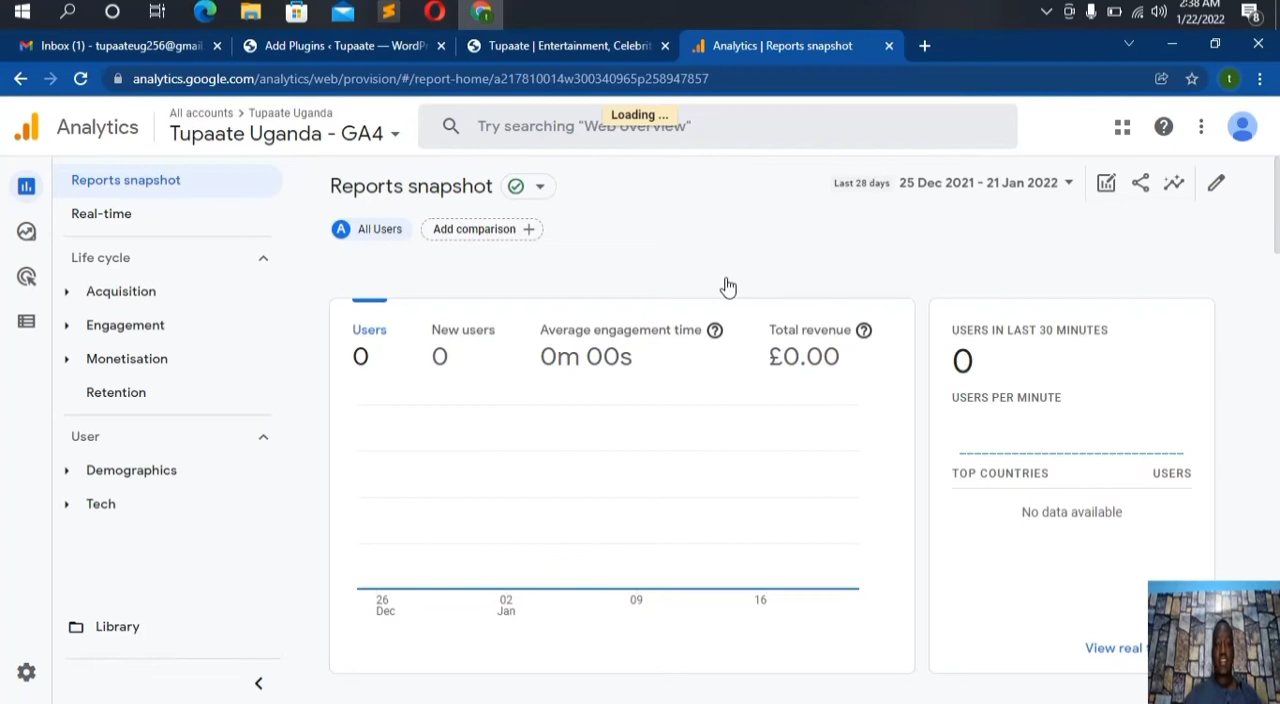 2:38 AM
1/22/2022
8
Inbox (1) - tupaateug256@gmail
Add Plugins ‹ Tupaate — WordPr
Tupaate | Entertainment, Celebrit
Analytics | Reports snapshot
analytics.google.com/analytics/web/provision/#/report-home/a217810014w300340965p258947857
t
Analytics
All accounts > Tupaate Uganda
Tupaate Uganda - GA4
Try searching "Web overview"
Loading ...
Reports snapshot
Real-time
Life cycle
Acquisition
Engagement
Monetisation
Retention
User
Demographics
Tech
Library
Reports snapshot
Last 28 days 25 Dec 2021 - 21 Jan 2022
A All Users
Add comparison +
Users
0
New users
0
Average engagement time
0m 00s
Total revenue
£0.00
26
Dec
02
Jan
09
16
USERS IN LAST 30 MINUTES
0
USERS PER MINUTE
TOP COUNTRIES USERS
No data available
View real